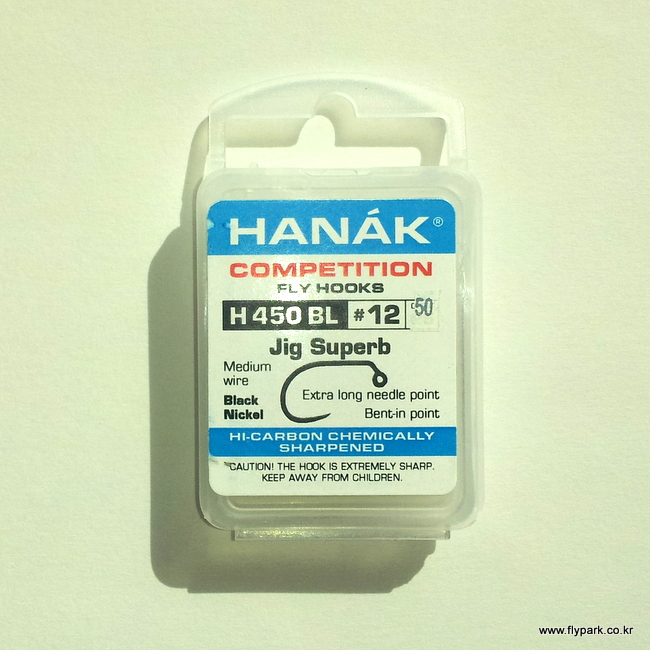 HANÁK®
COMPETITION
FLY HOOKS
H 450 BL #12 50
Jig Superb
Medium
wire
Extra long needle point
Black
Nickel
Bent-in point
HI-CARBON CHEMICALLY
SHARPENED
CAUTION! THE HOOK IS EXTREMELY SHARP.
KEEP AWAY FROM CHILDREN.
www.flypark.co.kr